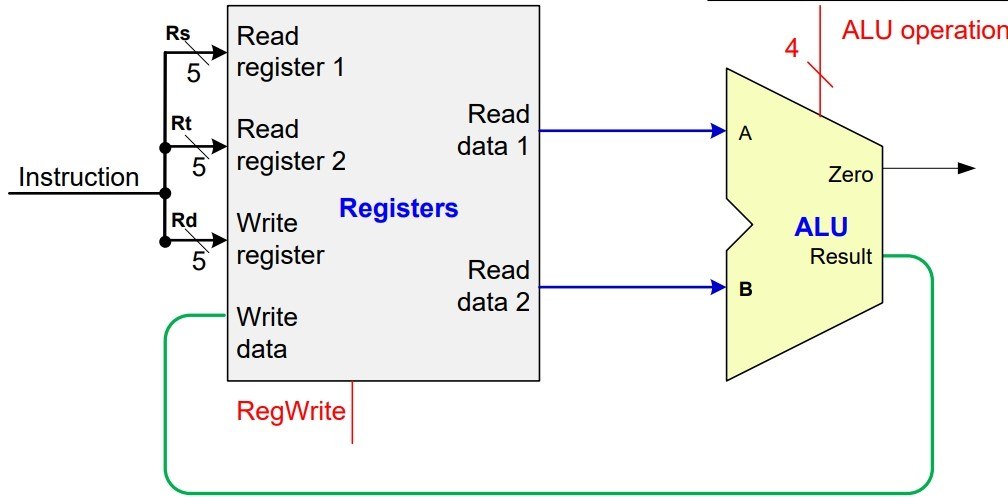 Rs
5
Read
register 1
Rt
5
Read
register 2
Instruction
Rd
5
Write
register
Write
data
Registers
Read
data 1
Read
data 2
RegWrite
4
ALU operation
A
B
Zero
ALU
Result